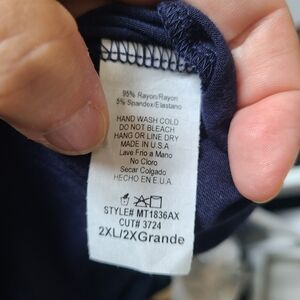 95% Rayon/Rayon
5% Spandex/Elastano
HAND WASH COLD
DO NOT BLEACH
HANG OR LINE DRY
MADE IN U.S.A
Lave Frio a Mano
No Cloro
Secar Colgado
HECHO EN E.U.A.
STYLE# MT1836AX
CUT# 3724
2XL/2XGrande